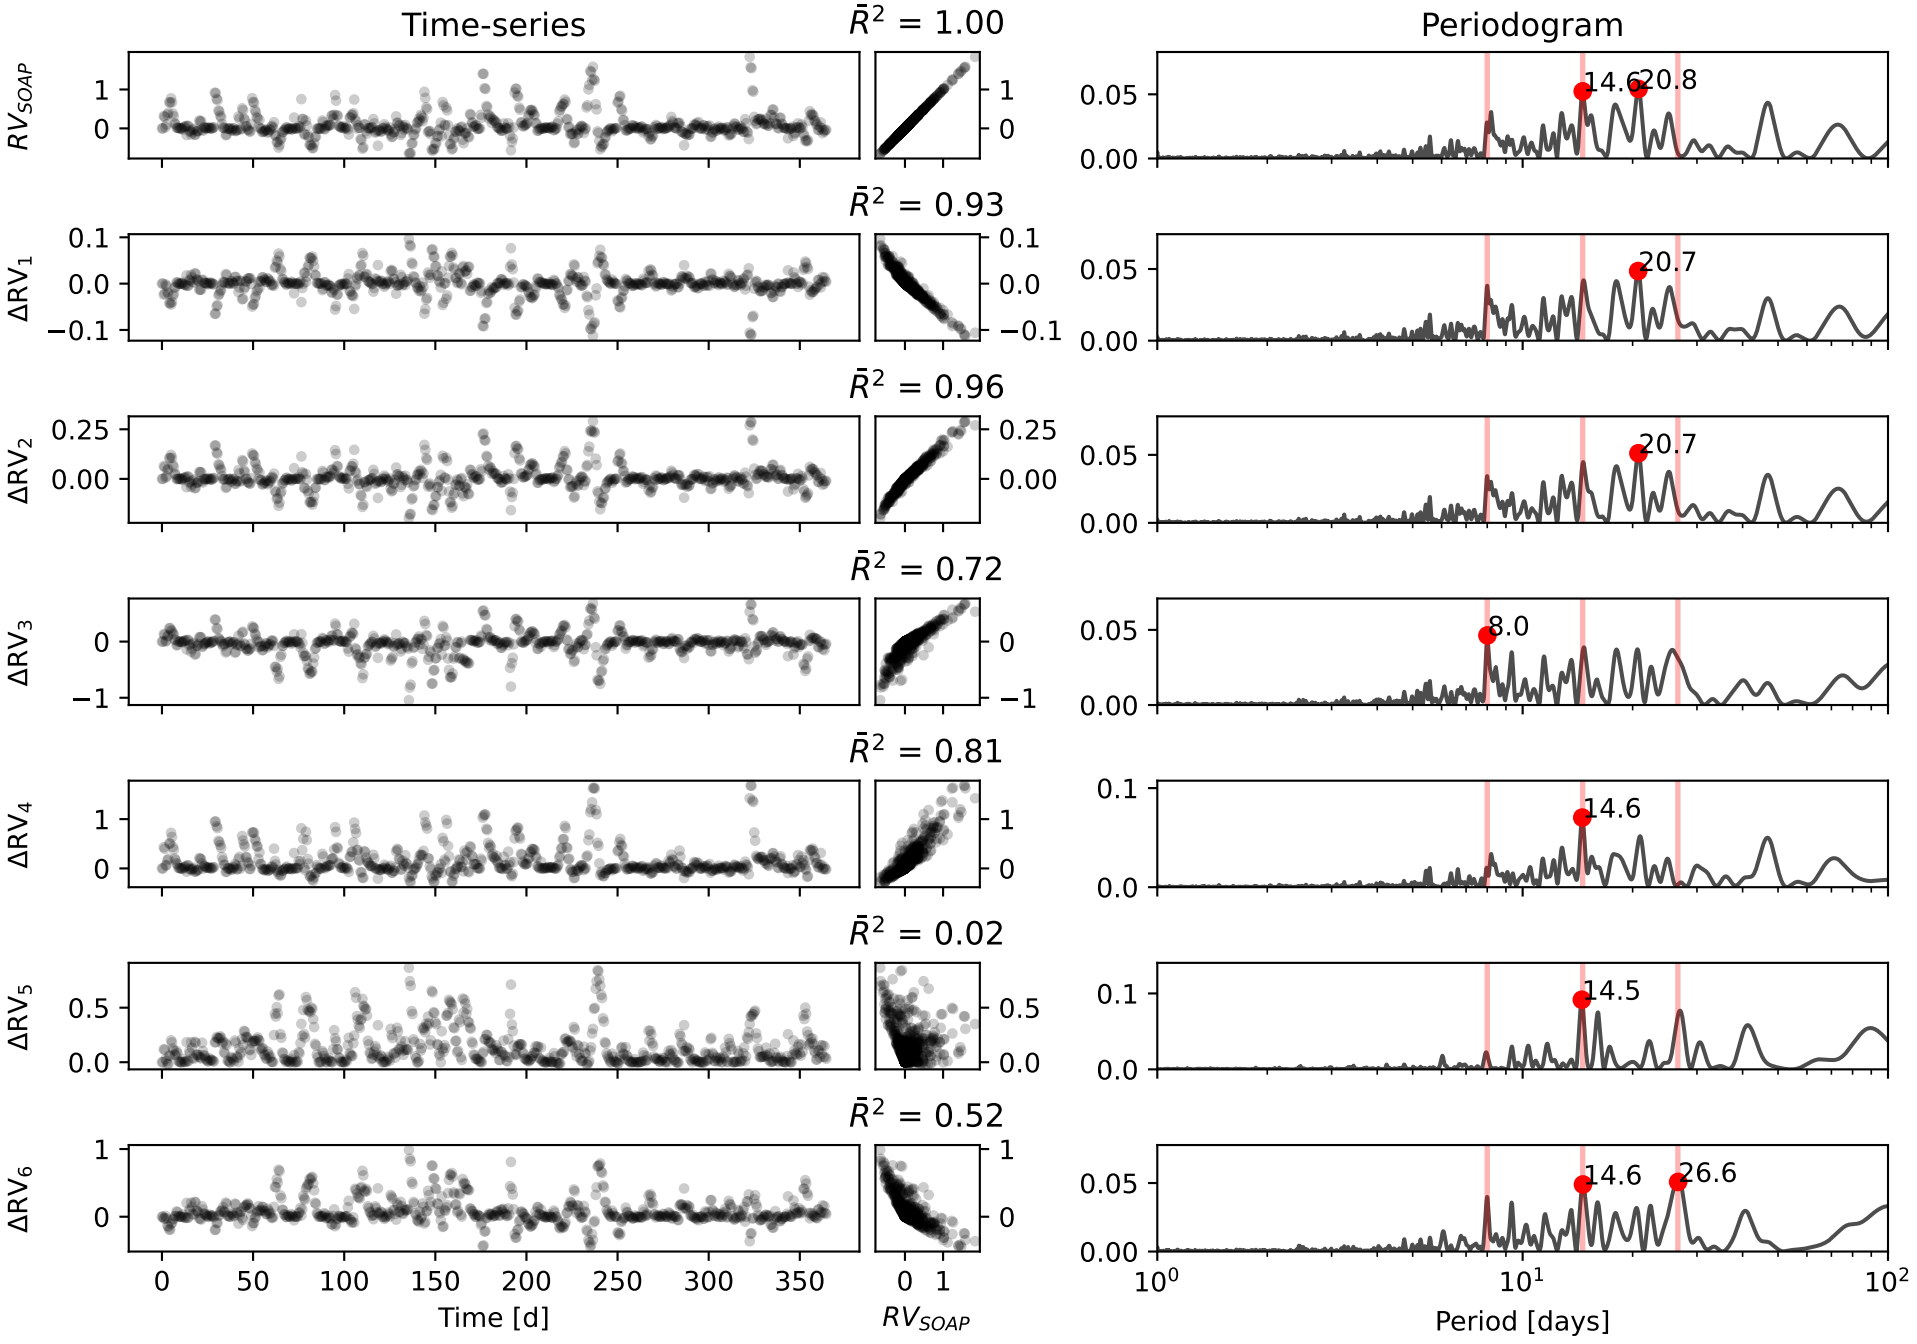 Time-series
R̄² = 1.00
Periodogram
RV_SOAP
1
0
1
0
0.05
0.00
14.6
20.8
R̄² = 0.93
ΔRV₁
0.1
0.0
−0.1
0.1
0.0
−0.1
0.05
0.00
20.7
R̄² = 0.96
ΔRV₂
0.25
0.00
0.25
0.00
0.05
0.00
20.7
R̄² = 0.72
ΔRV₃
0
−1
0
−1
0.05
0.00
8.0
R̄² = 0.81
ΔRV₄
1
0
1
0
0.1
0.0
14.6
R̄² = 0.02
ΔRV₅
0.5
0.0
0.5
0.0
0.1
0.0
14.5
R̄² = 0.52
ΔRV₆
1
0
1
0
0.05
0.00
14.6
26.6
0 50 100 150 200 250 300 350
0 1
10⁰ 10¹ 10²
Time [d]
RV_SOAP
Period [days]